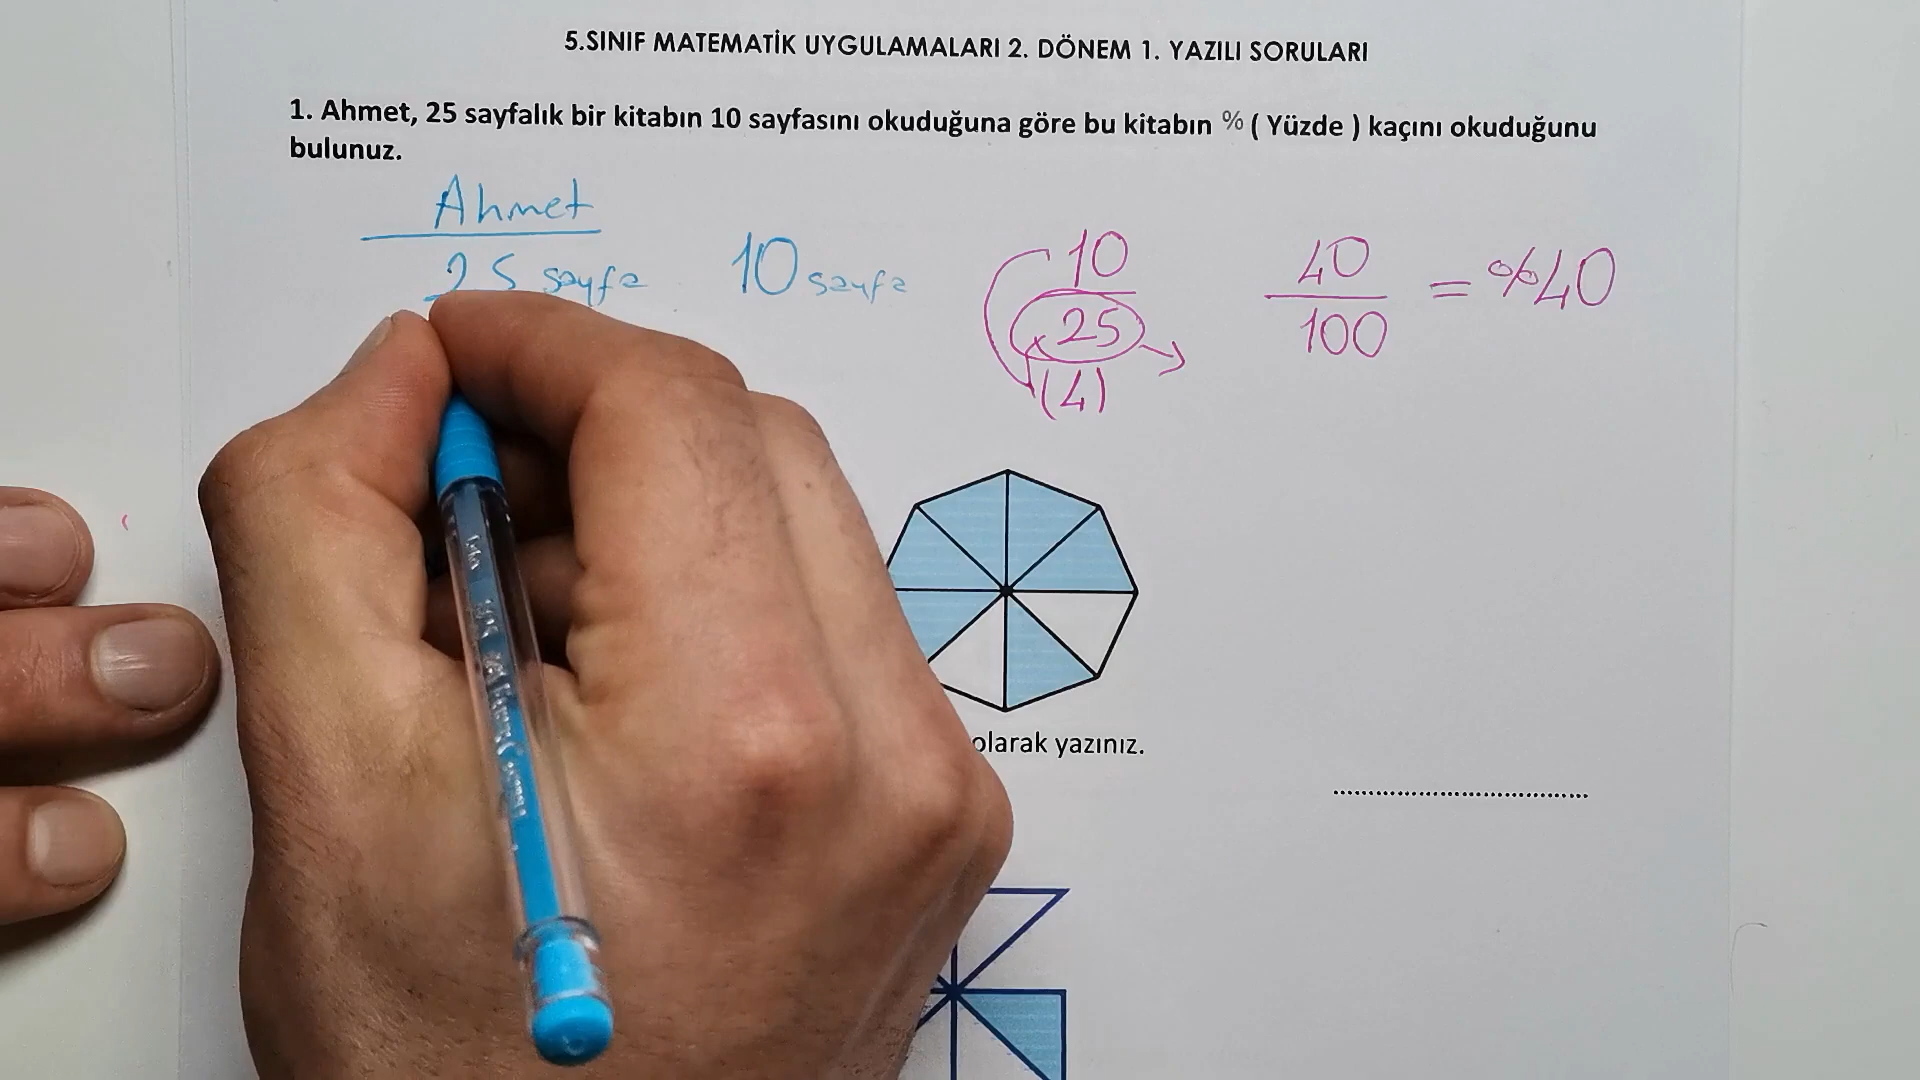 5.SINIF MATEMATİK UYGULAMALARI 2. DÖNEM 1. YAZILI SORULARI
1. Ahmet, 25 sayfalık bir kitabın 10 sayfasını okuduğuna göre bu kitabın % ( Yüzde ) kaçını okuduğunu
bulunuz.
Ahmet
25 sayfa 10 sayfa
10
25
(4)
40
100
= %40
olarak yazınız.